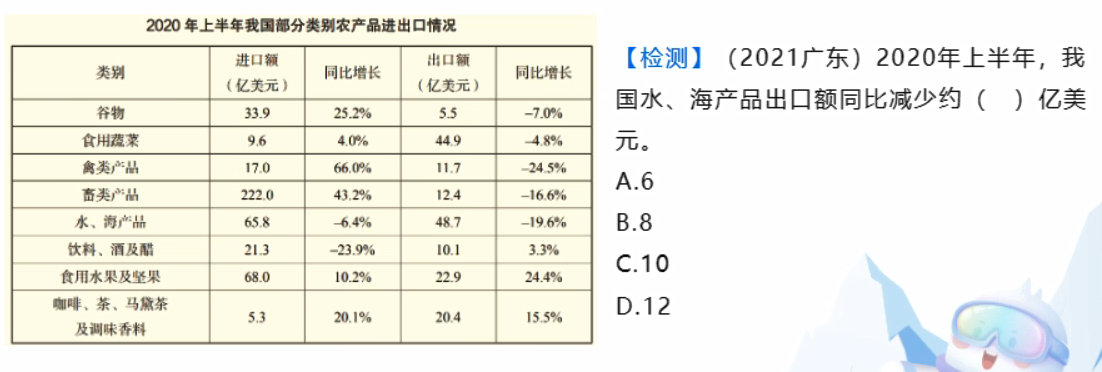 2020 年上半年我国部分类别农产品进出口情况
类别 进口额（亿美元） 同比增长 出口额（亿美元） 同比增长
谷物 33.9 25.2% 5.5 –7.0%
食用蔬菜 9.6 4.0% 44.9 –4.8%
禽类产品 17.0 66.0% 11.7 –24.5%
畜类产品 222.0 43.2% 12.4 –16.6%
水、海产品 65.8 –6.4% 48.7 –19.6%
饮料、酒及醋 21.3 –23.9% 10.1 3.3%
食用水果及坚果 68.0 10.2% 22.9 24.4%
咖啡、茶、马黛茶及调味香料 5.3 20.1% 20.4 15.5%
【检测】（2021广东）2020年上半年，我
国水、海产品出口额同比减少约（　）亿美
元。
A.6
B.8
C.10
D.12